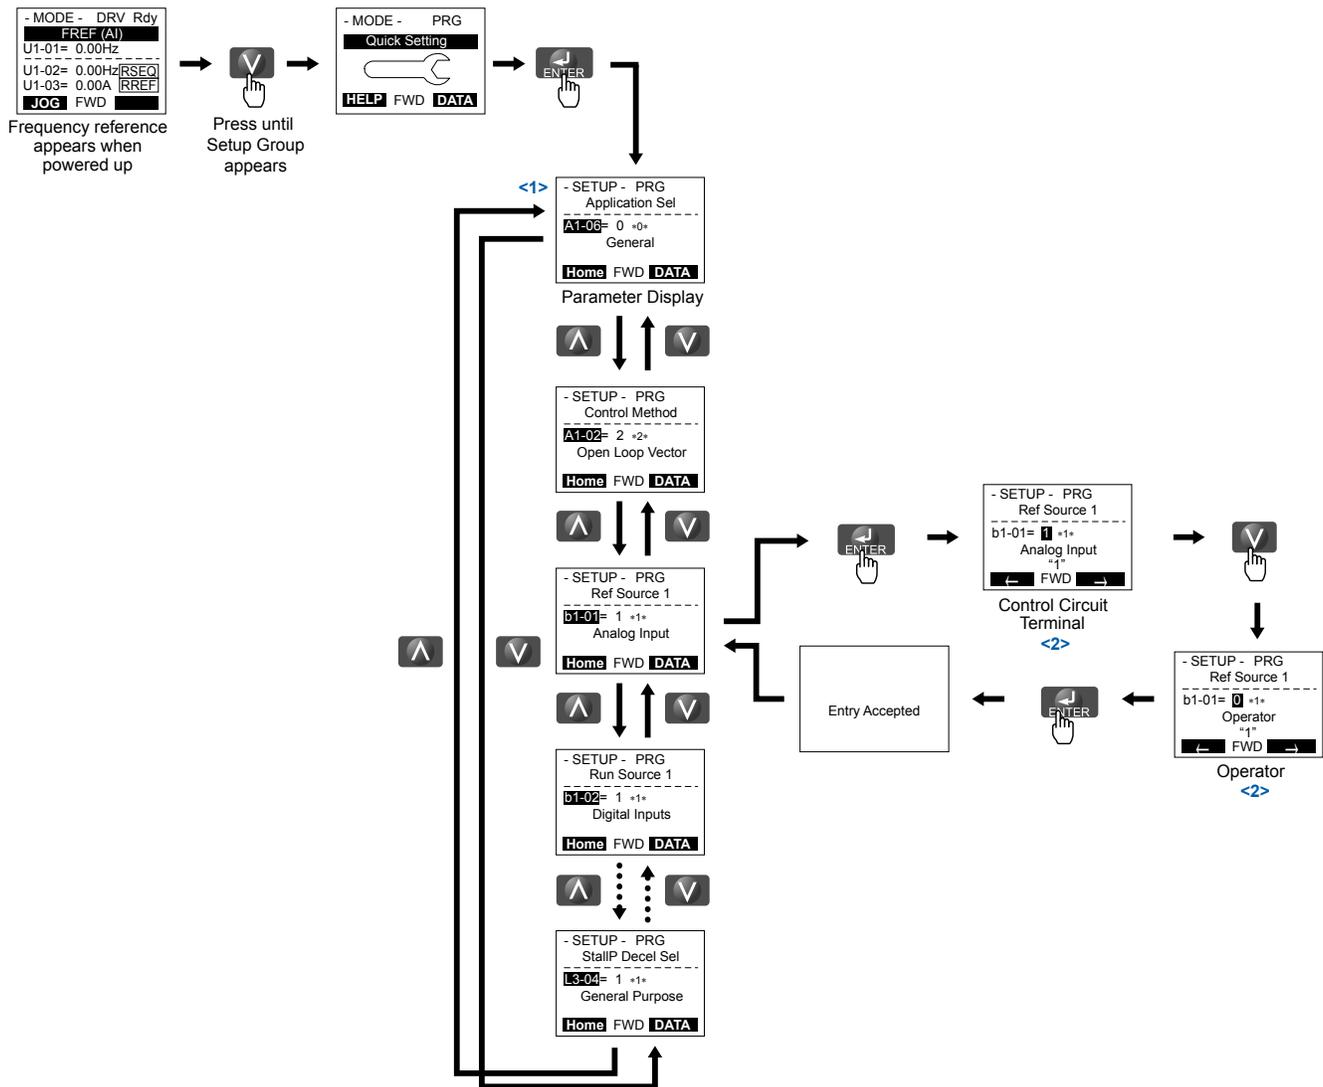 - MODE -   DRV Rdy
FREF (AI)
U1-01=  0.00Hz
U1-02=  0.00Hz RSEQ
U1-03=  0.00A RREF
JOG FWD
Frequency reference
appears when
powered up
Press until
Setup Group
appears
- MODE -   PRG
Quick Setting
HELP FWD DATA
ENTER
<1>
- SETUP -  PRG
Application Sel
A1-06=  0  *0*
General
Home FWD DATA
Parameter Display
- SETUP -  PRG
Control Method
A1-02=  2  *2*
Open Loop Vector
Home FWD DATA
- SETUP -  PRG
Ref Source 1
b1-01=  1  *1*
Analog Input
Home FWD DATA
ENTER
- SETUP -  PRG
Ref Source 1
b1-01=  1  *1*
Analog Input
“1”
← FWD →
Control Circuit
Terminal
<2>
- SETUP -  PRG
Ref Source 1
b1-01=  0  *1*
Operator
“1”
← FWD →
Operator
<2>
ENTER
Entry Accepted
- SETUP -  PRG
Run Source 1
b1-02=  1  *1*
Digital Inputs
Home FWD DATA
- SETUP -  PRG
StallP Decel Sel
L3-04=  1  *1*
General Purpose
Home FWD DATA